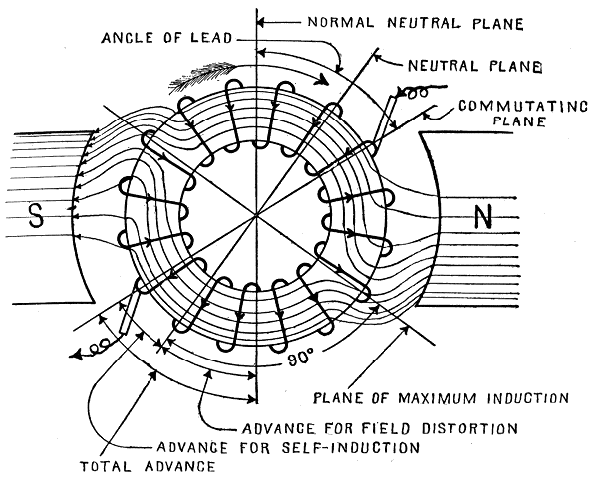 NORMAL NEUTRAL PLANE
ANGLE OF LEAD
NEUTRAL PLANE
COMMUTATING
PLANE
S
N
90°
PLANE OF MAXIMUM INDUCTION
ADVANCE FOR FIELD DISTORTION
ADVANCE FOR SELF-INDUCTION
TOTAL ADVANCE